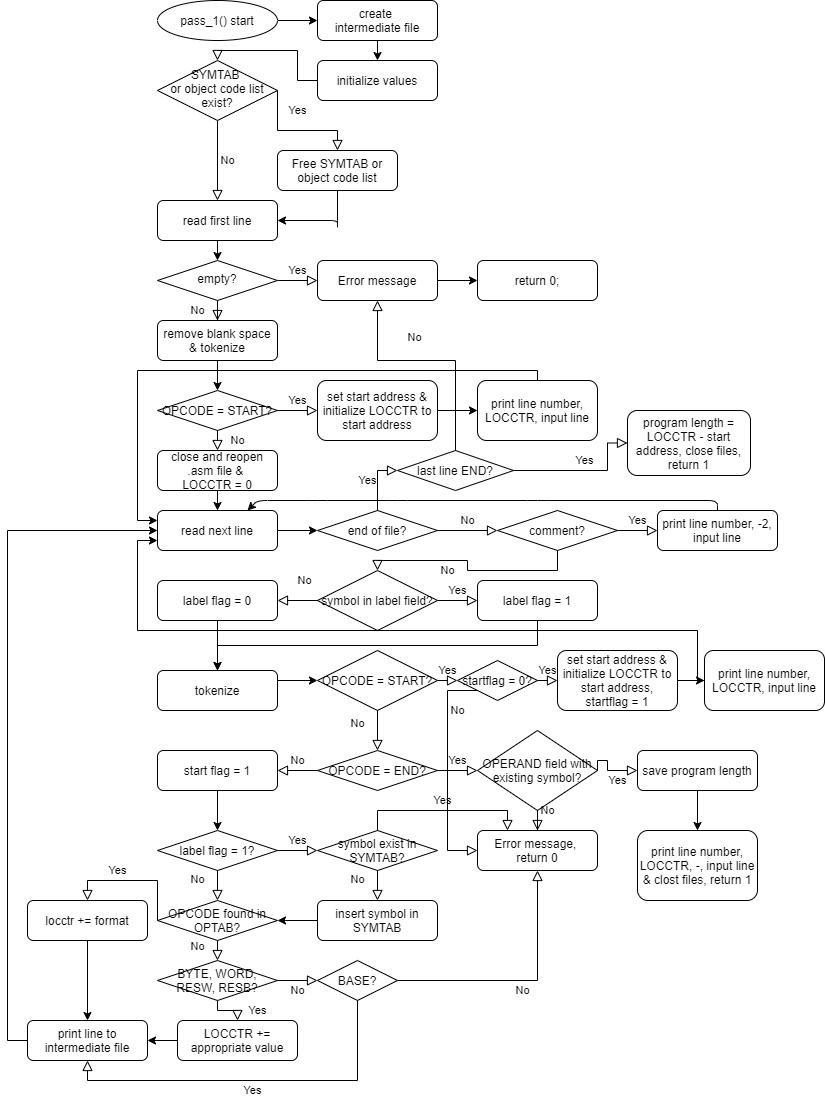 pass_1() start
create
intermediate file
initialize values
SYMTAB
or object code list
exist?
Yes
No
Free SYMTAB or
object code list
read first line
empty?
Yes
Error message
return 0;
No
remove blank space
& tokenize
No
OPCODE = START?
Yes
set start address &
initialize LOCCTR to
start address
print line number,
LOCCTR, input line
program length =
LOCCTR - start
address, close files,
return 1
No
close and reopen
.asm file &
LOCCTR = 0
last line END?
Yes
Yes
read next line
end of file?
No
comment?
Yes
print line number, -2,
input line
No
label flag = 0
No
symbol in label field?
Yes
label flag = 1
tokenize
OPCODE = START?
Yes
startflag = 0?
Yes
set start address &
initialize LOCCTR to
start address,
startflag = 1
print line number,
LOCCTR, input line
No
No
start flag = 1
No
OPCODE = END?
Yes
OPERAND field with
existing symbol?
Yes
save program length
No
Yes
label flag = 1?
Yes
symbol exist in
SYMTAB?
Error message,
return 0
print line number,
LOCCTR, -, input line
& clost files, return 1
No
No
Yes
locctr += format
OPCODE found in
OPTAB?
insert symbol in
SYMTAB
No
BYTE, WORD,
RESW, RESB?
No
BASE?
No
Yes
print line to
intermediate file
LOCCTR +=
appropriate value
Yes